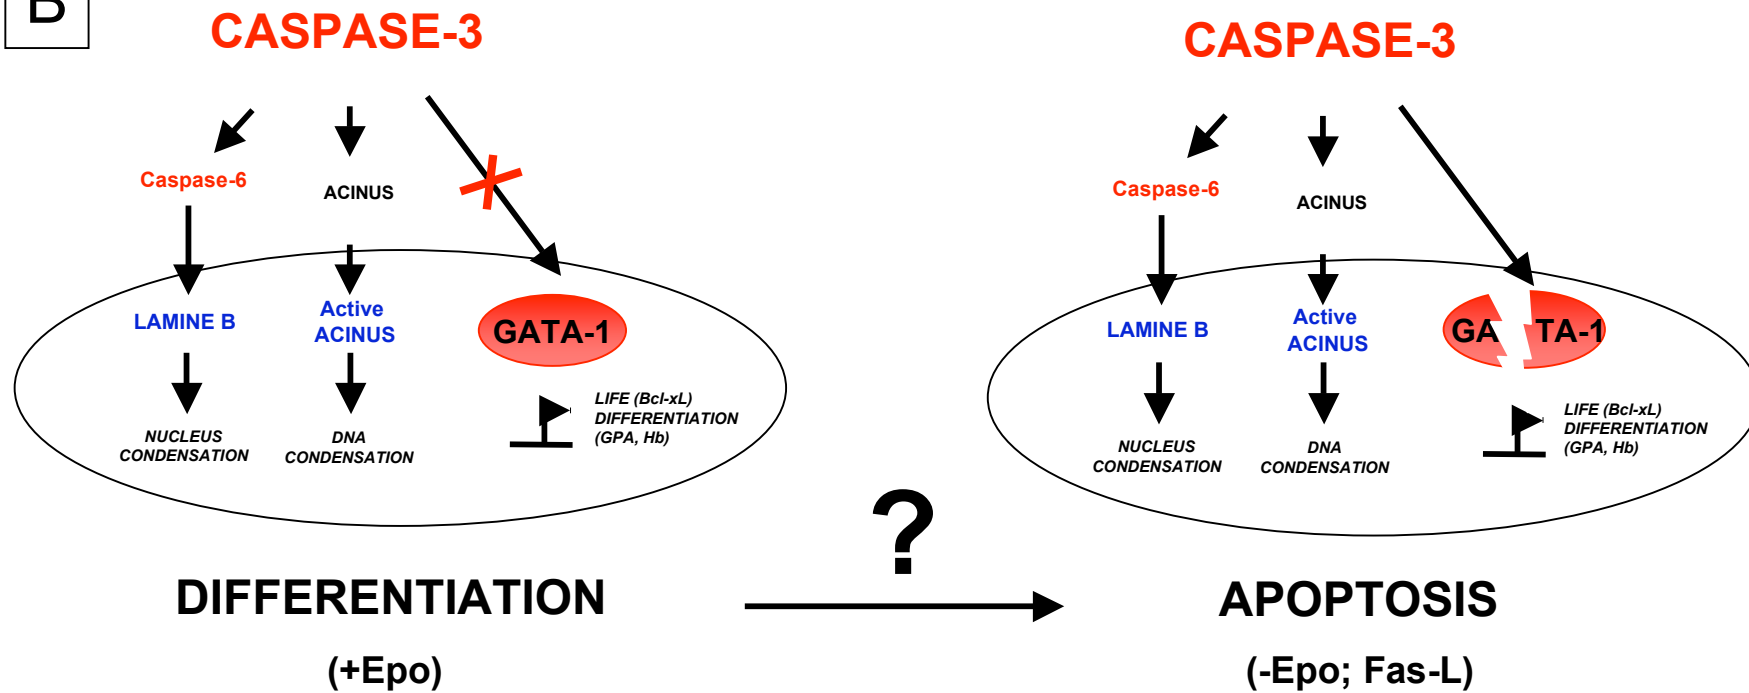 B
CASPASE-3
Caspase-6
ACINUS
LAMINE B
Active
ACINUS
GATA-1
NUCLEUS
CONDENSATION
DNA
CONDENSATION
LIFE (Bcl-xL)
DIFFERENTIATION
(GPA, Hb)
DIFFERENTIATION
(+Epo)
?
CASPASE-3
Caspase-6
ACINUS
LAMINE B
Active
ACINUS
GA TA-1
NUCLEUS
CONDENSATION
DNA
CONDENSATION
LIFE (Bcl-xL)
DIFFERENTIATION
(GPA, Hb)
APOPTOSIS
(-Epo; Fas-L)